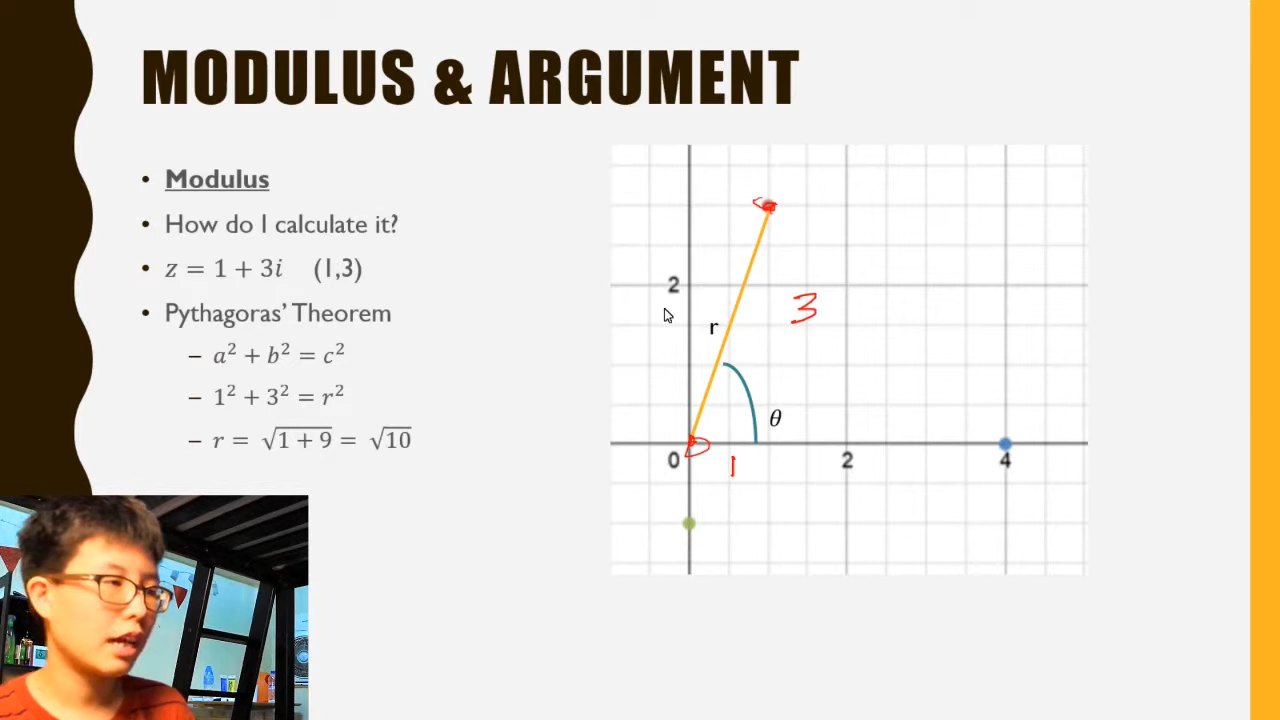 MODULUS & ARGUMENT
• Modulus
• How do I calculate it?
• z = 1 + 3i (1,3)
• Pythagoras' Theorem
– a² + b² = c²
– 1² + 3² = r²
– r = √(1 + 9) = √10
2
3
r
θ
0
1
2
4